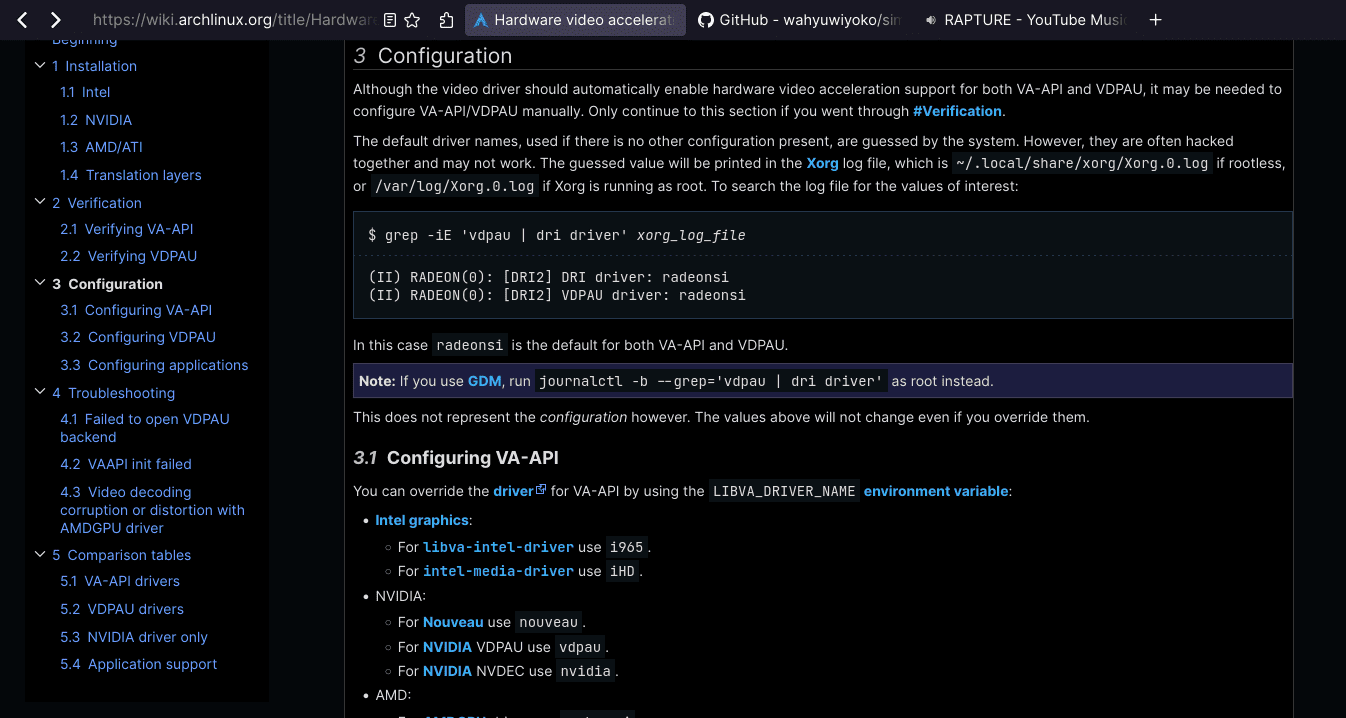 https://wiki.archlinux.org/title/Hardware
Hardware video accelerat
GitHub - wahyuwiyoko/sin
RAPTURE - YouTube Music
Beginning
1 Installation
1.1 Intel
1.2 NVIDIA
1.3 AMD/ATI
1.4 Translation layers
2 Verification
2.1 Verifying VA-API
2.2 Verifying VDPAU
3 Configuration
3.1 Configuring VA-API
3.2 Configuring VDPAU
3.3 Configuring applications
4 Troubleshooting
4.1 Failed to open VDPAU
backend
4.2 VAAPI init failed
4.3 Video decoding
corruption or distortion with
AMDGPU driver
5 Comparison tables
5.1 VA-API drivers
5.2 VDPAU drivers
5.3 NVIDIA driver only
5.4 Application support
3 Configuration
Although the video driver should automatically enable hardware video acceleration support for both VA-API and VDPAU, it may be needed to
configure VA-API/VDPAU manually. Only continue to this section if you went through #Verification.
The default driver names, used if there is no other configuration present, are guessed by the system. However, they are often hacked
together and may not work. The guessed value will be printed in the Xorg log file, which is ~/.local/share/xorg/Xorg.0.log if rootless,
or /var/log/Xorg.0.log if Xorg is running as root. To search the log file for the values of interest:
$ grep -iE 'vdpau | dri driver' xorg_log_file
(II) RADEON(0): [DRI2] DRI driver: radeonsi
(II) RADEON(0): [DRI2] VDPAU driver: radeonsi
In this case radeonsi is the default for both VA-API and VDPAU.
Note: If you use GDM, run journalctl -b --grep='vdpau | dri driver' as root instead.
This does not represent the configuration however. The values above will not change even if you override them.
3.1 Configuring VA-API
You can override the driver for VA-API by using the LIBVA_DRIVER_NAME environment variable:
• Intel graphics:
○ For libva-intel-driver use i965.
○ For intel-media-driver use iHD.
• NVIDIA:
○ For Nouveau use nouveau.
○ For NVIDIA VDPAU use vdpau.
○ For NVIDIA NVDEC use nvidia.
• AMD: